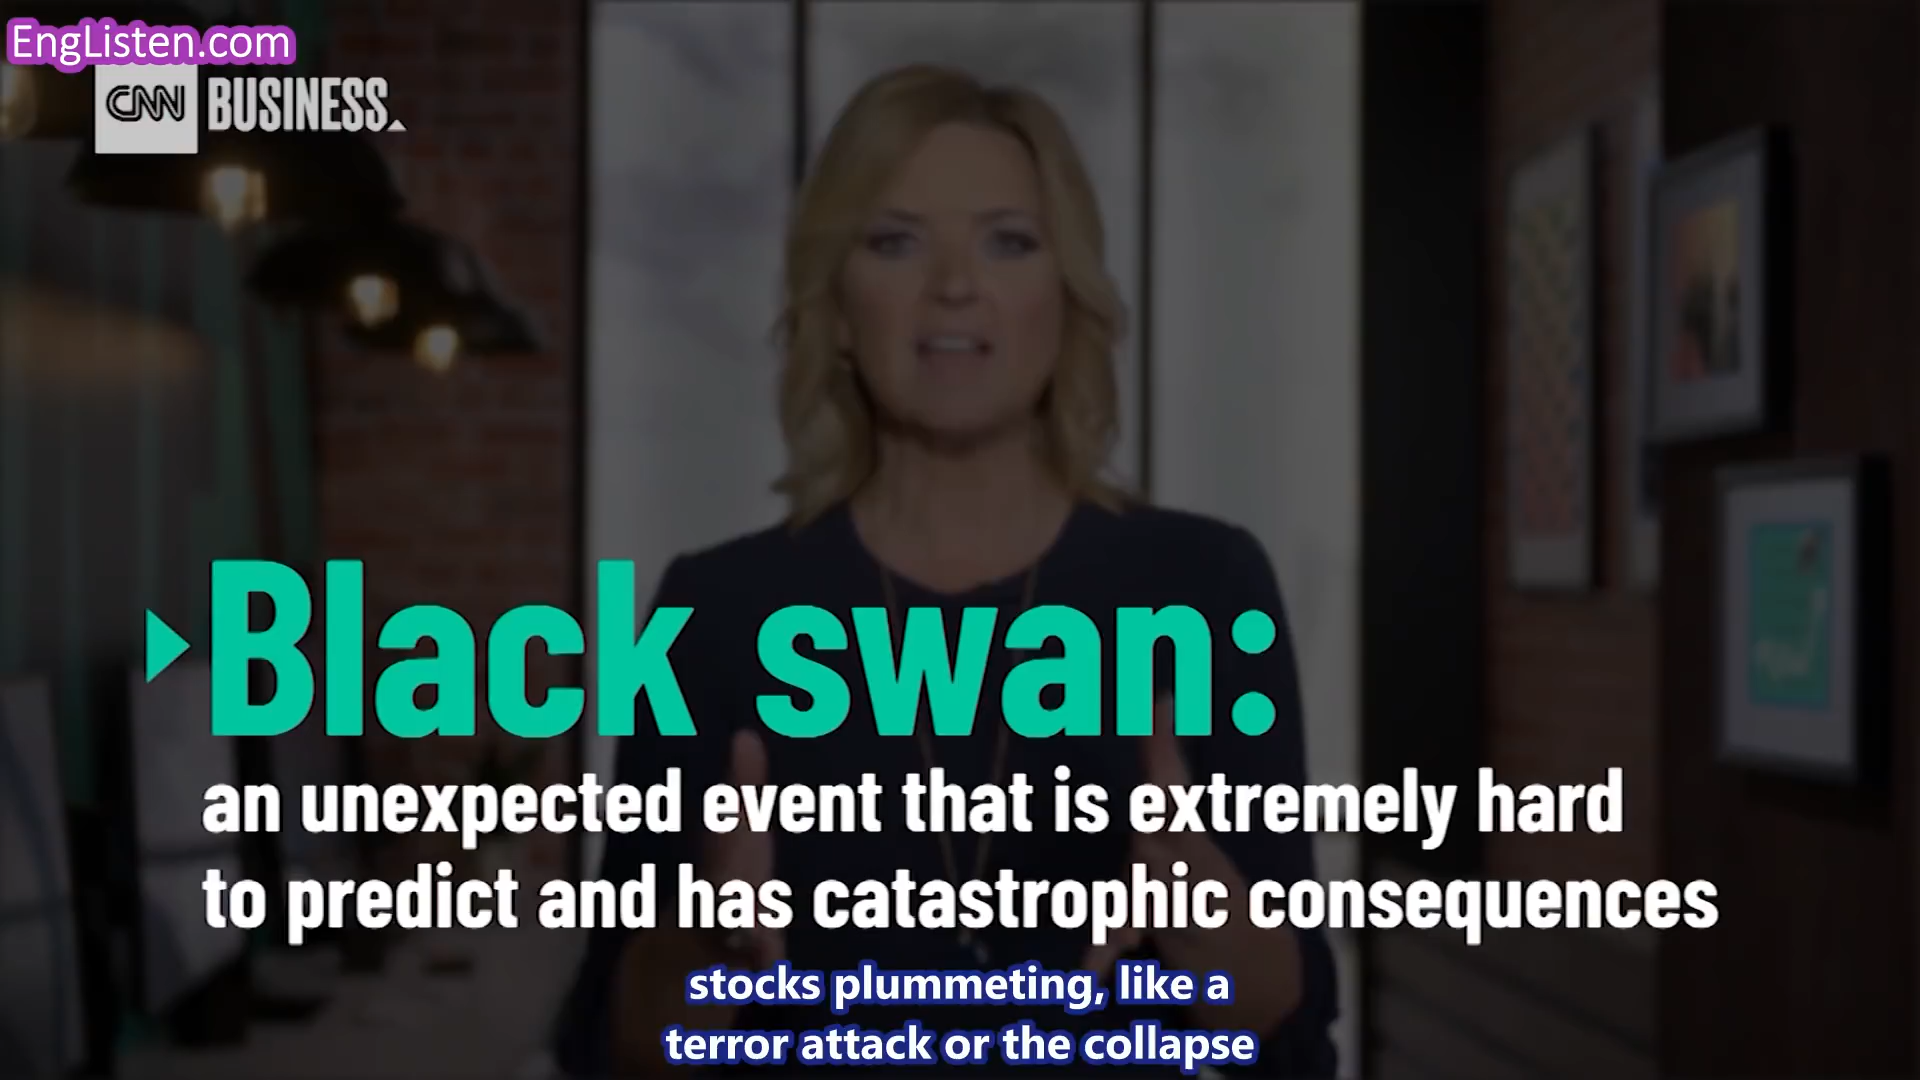 EngListen.com
CNN BUSINESS
Black swan:
an unexpected event that is extremely hard
to predict and has catastrophic consequences
stocks plummeting, like a
terror attack or the collapse